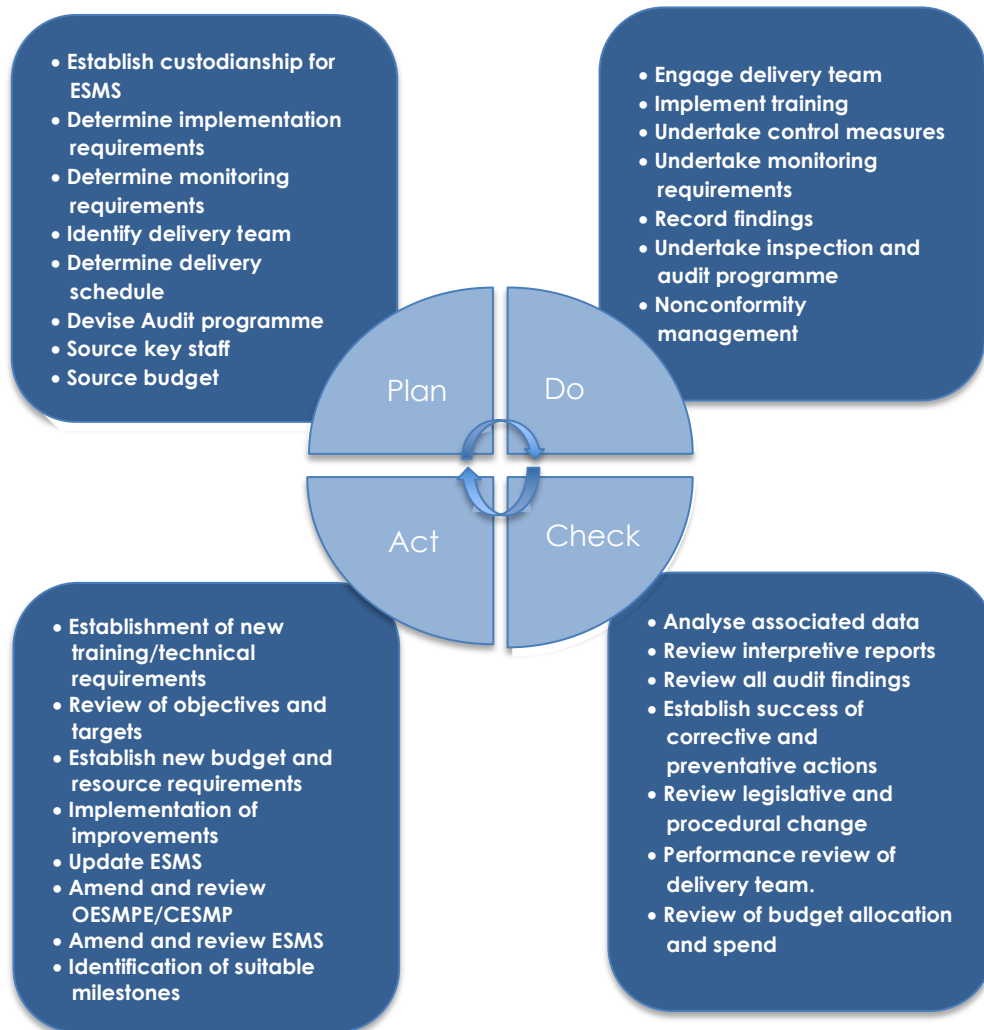 • Establish custodianship for
ESMS
• Determine implementation
requirements
• Determine monitoring
requirements
• Identify delivery team
• Determine delivery
schedule
• Devise Audit programme
• Source key staff
• Source budget
• Engage delivery team
• Implement training
• Undertake control measures
• Undertake monitoring
requirements
• Record findings
• Undertake inspection and
audit programme
• Nonconformity
management
Plan
Do
Act
Check
• Establishment of new
training/technical
requirements
• Review of objectives and
targets
• Establish new budget and
resource requirements
• Implementation of
improvements
• Update ESMS
• Amend and review
OESMPE/CESMP
• Amend and review ESMS
• Identification of suitable
milestones
• Analyse associated data
• Review interpretive reports
• Review all audit findings
• Establish success of
corrective and
preventative actions
• Review legislative and
procedural change
• Performance review of
delivery team.
• Review of budget allocation
and spend